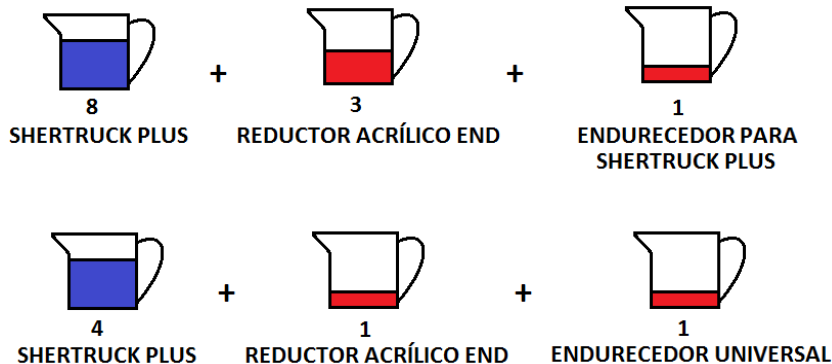 + +
8 3 1
SHERTRUCK PLUS REDUCTOR ACRÍLICO END ENDURECEDOR PARA
SHERTRUCK PLUS
+ +
4 1 1
SHERTRUCK PLUS REDUCTOR ACRÍLICO END ENDURECEDOR UNIVERSAL